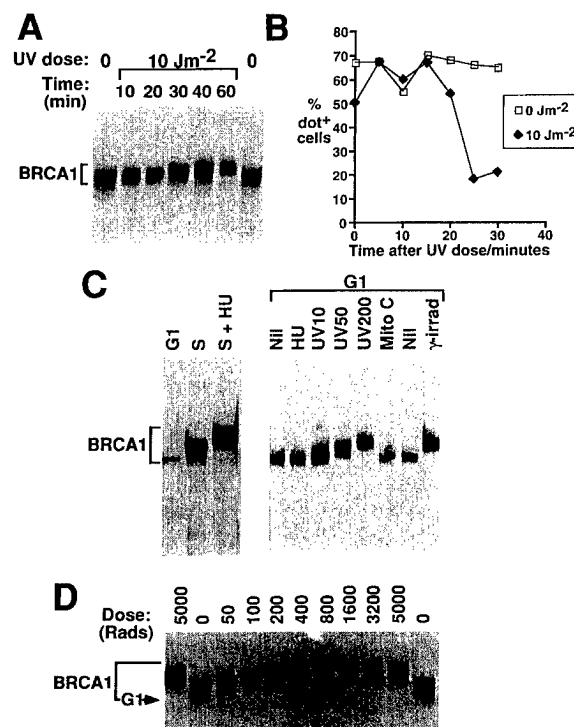 A
UV dose: 0 10 Jm-2 0
Time: (min) 10 20 30 40 60
BRCA1
B
% dot+ cells
80
70
60
50
40
30
20
10
0
0 10 20 30 40
Time after UV dose/minutes
0 Jm-2
10 Jm-2
C
G1
G1 S S + HU
Nil HU UV10 UV50 UV200 Mito C Nil γ-irrad
BRCA1
D
Dose: (Rads) 5000 0 50 100 200 400 800 1600 3200 5000 0
BRCA1
G1